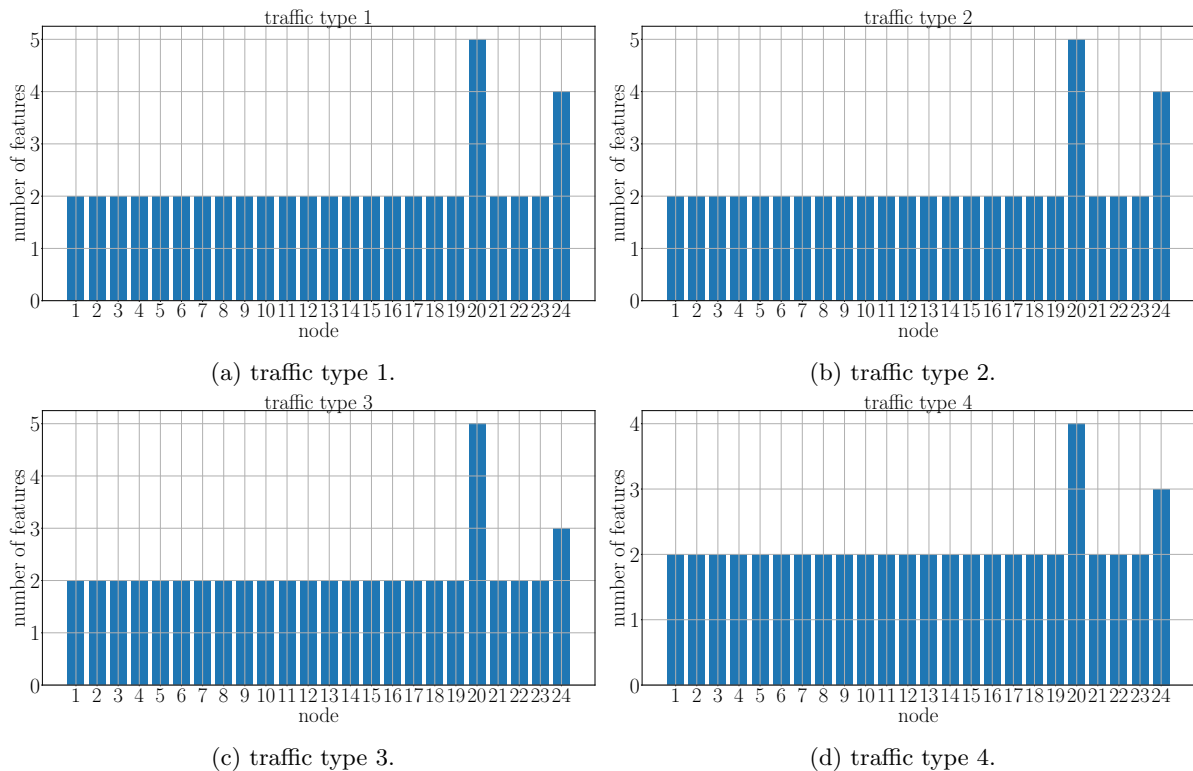 traffic type 1
5
4
3
2
1
0
number of features
1 2 3 4 5 6 7 8 9 10 11 12 13 14 15 16 17 18 19 20 21 22 23 24
node
(a) traffic type 1.
traffic type 2
5
4
3
2
1
0
number of features
1 2 3 4 5 6 7 8 9 10 11 12 13 14 15 16 17 18 19 20 21 22 23 24
node
(b) traffic type 2.
traffic type 3
5
4
3
2
1
0
number of features
1 2 3 4 5 6 7 8 9 10 11 12 13 14 15 16 17 18 19 20 21 22 23 24
node
(c) traffic type 3.
traffic type 4
4
3
2
1
0
number of features
1 2 3 4 5 6 7 8 9 10 11 12 13 14 15 16 17 18 19 20 21 22 23 24
node
(d) traffic type 4.